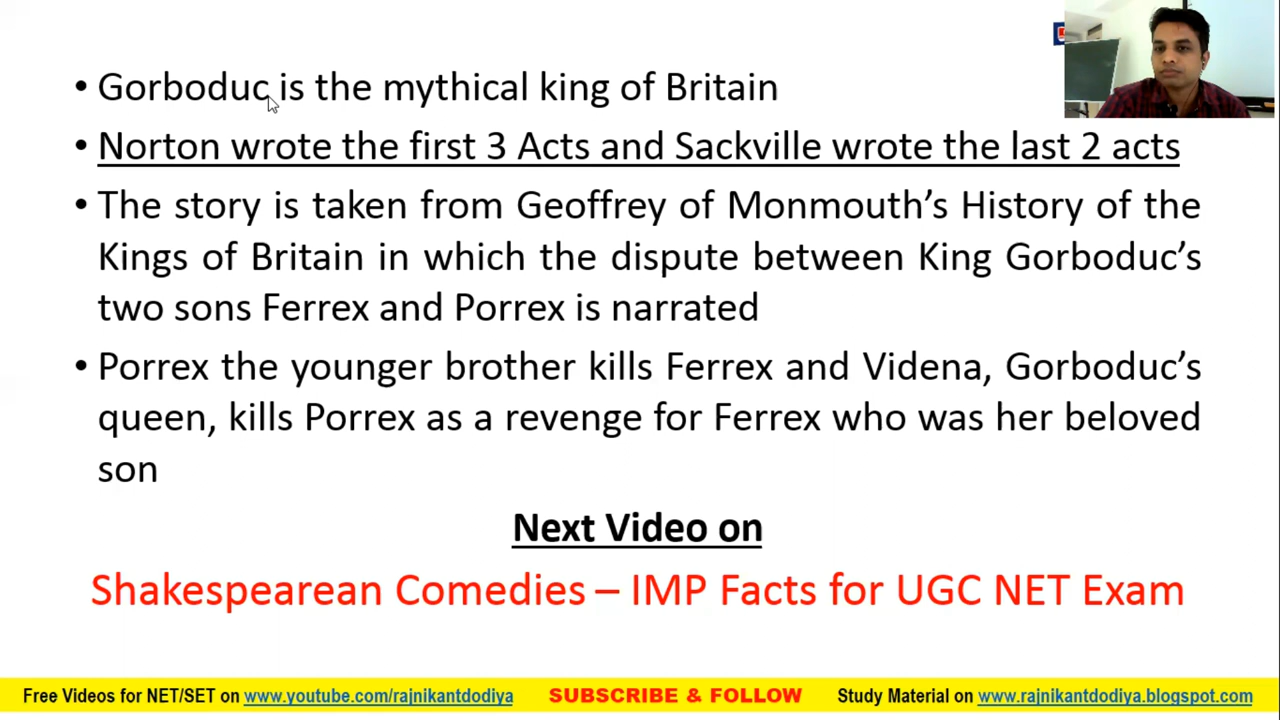 • Gorboduc is the mythical king of Britain
• Norton wrote the first 3 Acts and Sackville wrote the last 2 acts
• The story is taken from Geoffrey of Monmouth’s History of the
Kings of Britain in which the dispute between King Gorboduc’s
two sons Ferrex and Porrex is narrated
• Porrex the younger brother kills Ferrex and Videna, Gorboduc’s
queen, kills Porrex as a revenge for Ferrex who was her beloved
son
Next Video on
Shakespearean Comedies – IMP Facts for UGC NET Exam
Free Videos for NET/SET on www.youtube.com/rajnikantdodiya SUBSCRIBE & FOLLOW Study Material on www.rajnikantdodiya.blogspot.com